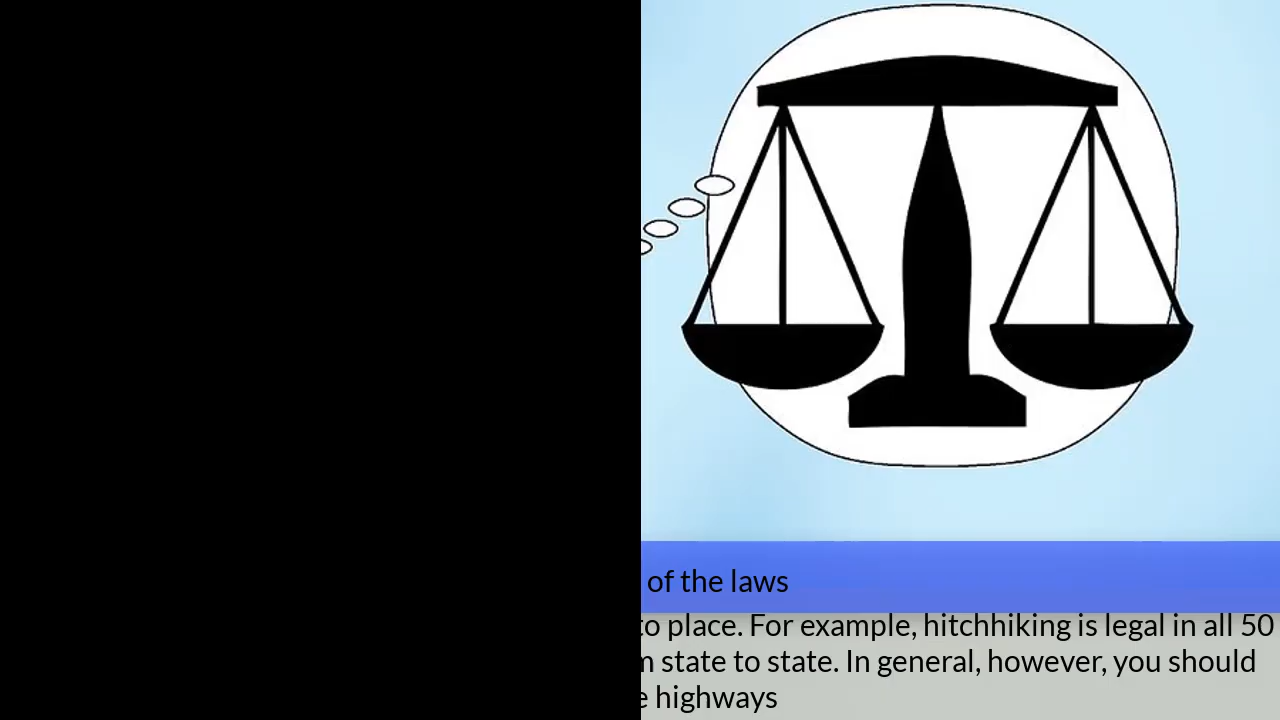 of the laws
to place. For example, hitchhiking is legal in all 50
state to state. In general, however, you should
highways